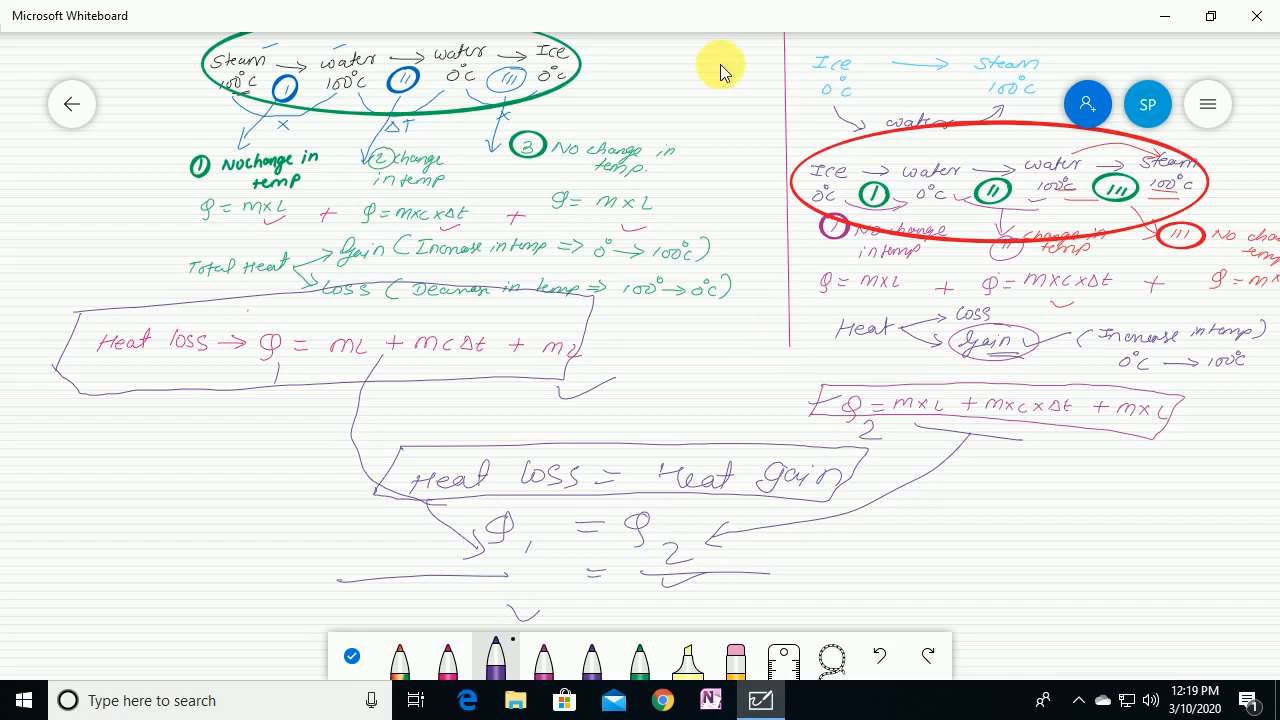 Microsoft Whiteboard
Steam → water → water → Ice
100°C I 100°C II 0°C III 0°C
x ΔT x
① No change in temp
② change in temp
③ No change in temp.
Q = m×L + Q = m×c×Δt + Q = m×L
Total Heat
Gain (Increase in temp => 0° → 100°C)
Loss (Decrease in temp => 100° → 0°C)
Heat loss → Q = mL + mcΔt + mL
1
Ice → Steam
0°C 100°C
water
SP
Ice → water → water → Steam
0°C I 0°C II 100°C III 100°C
I No change in temp
II Change in temp
III No cha
temp
Q = m×L + Q = m×c×Δt + Q = m×
Heat
Loss
Gain (Increase in temp)
0°C → 100°C
Q = m×L + m×c×Δt + m×L
2
Heat loss = Heat gain
Q1 = Q2
=
Type here to search
12:19 PM
3/10/2020
1